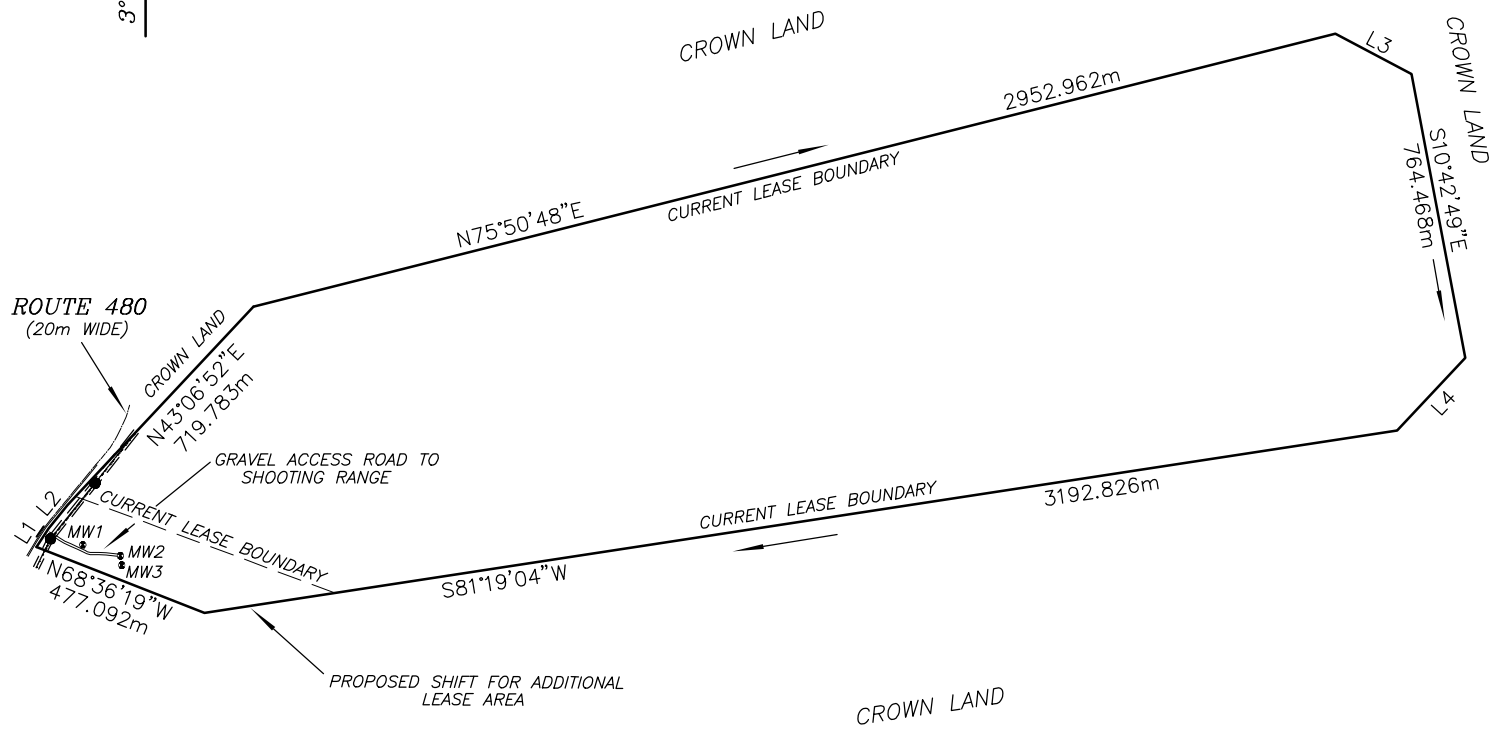 3°
CROWN LAND
L3
CROWN LAND
2952.962m
S10°42'49"E
764.468m
CURRENT LEASE BOUNDARY
N75°50'48"E
ROUTE 480
(20m WIDE)
CROWN LAND
N43°06'52"E
719.783m
L4
GRAVEL ACCESS ROAD TO
SHOOTING RANGE
L2
L1
CURRENT LEASE BOUNDARY
CURRENT LEASE BOUNDARY
3192.826m
MW1
MW2
MW3
N68°36'19"W
477.092m
S81°19'04"W
PROPOSED SHIFT FOR ADDITIONAL
LEASE AREA
CROWN LAND